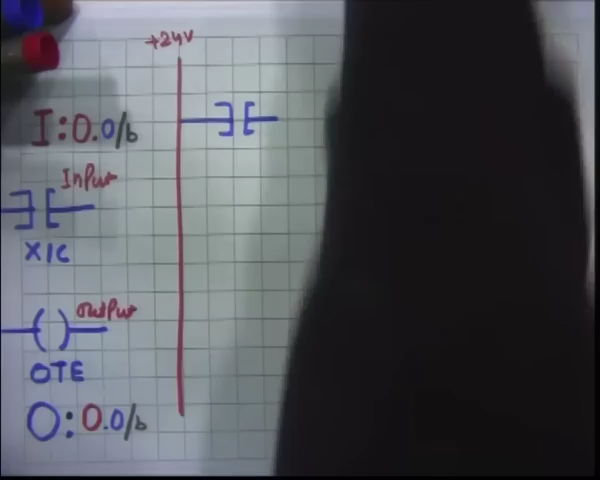 +24V
I:0.0/b
Input
XIC
output
OTE
O:0.0/b